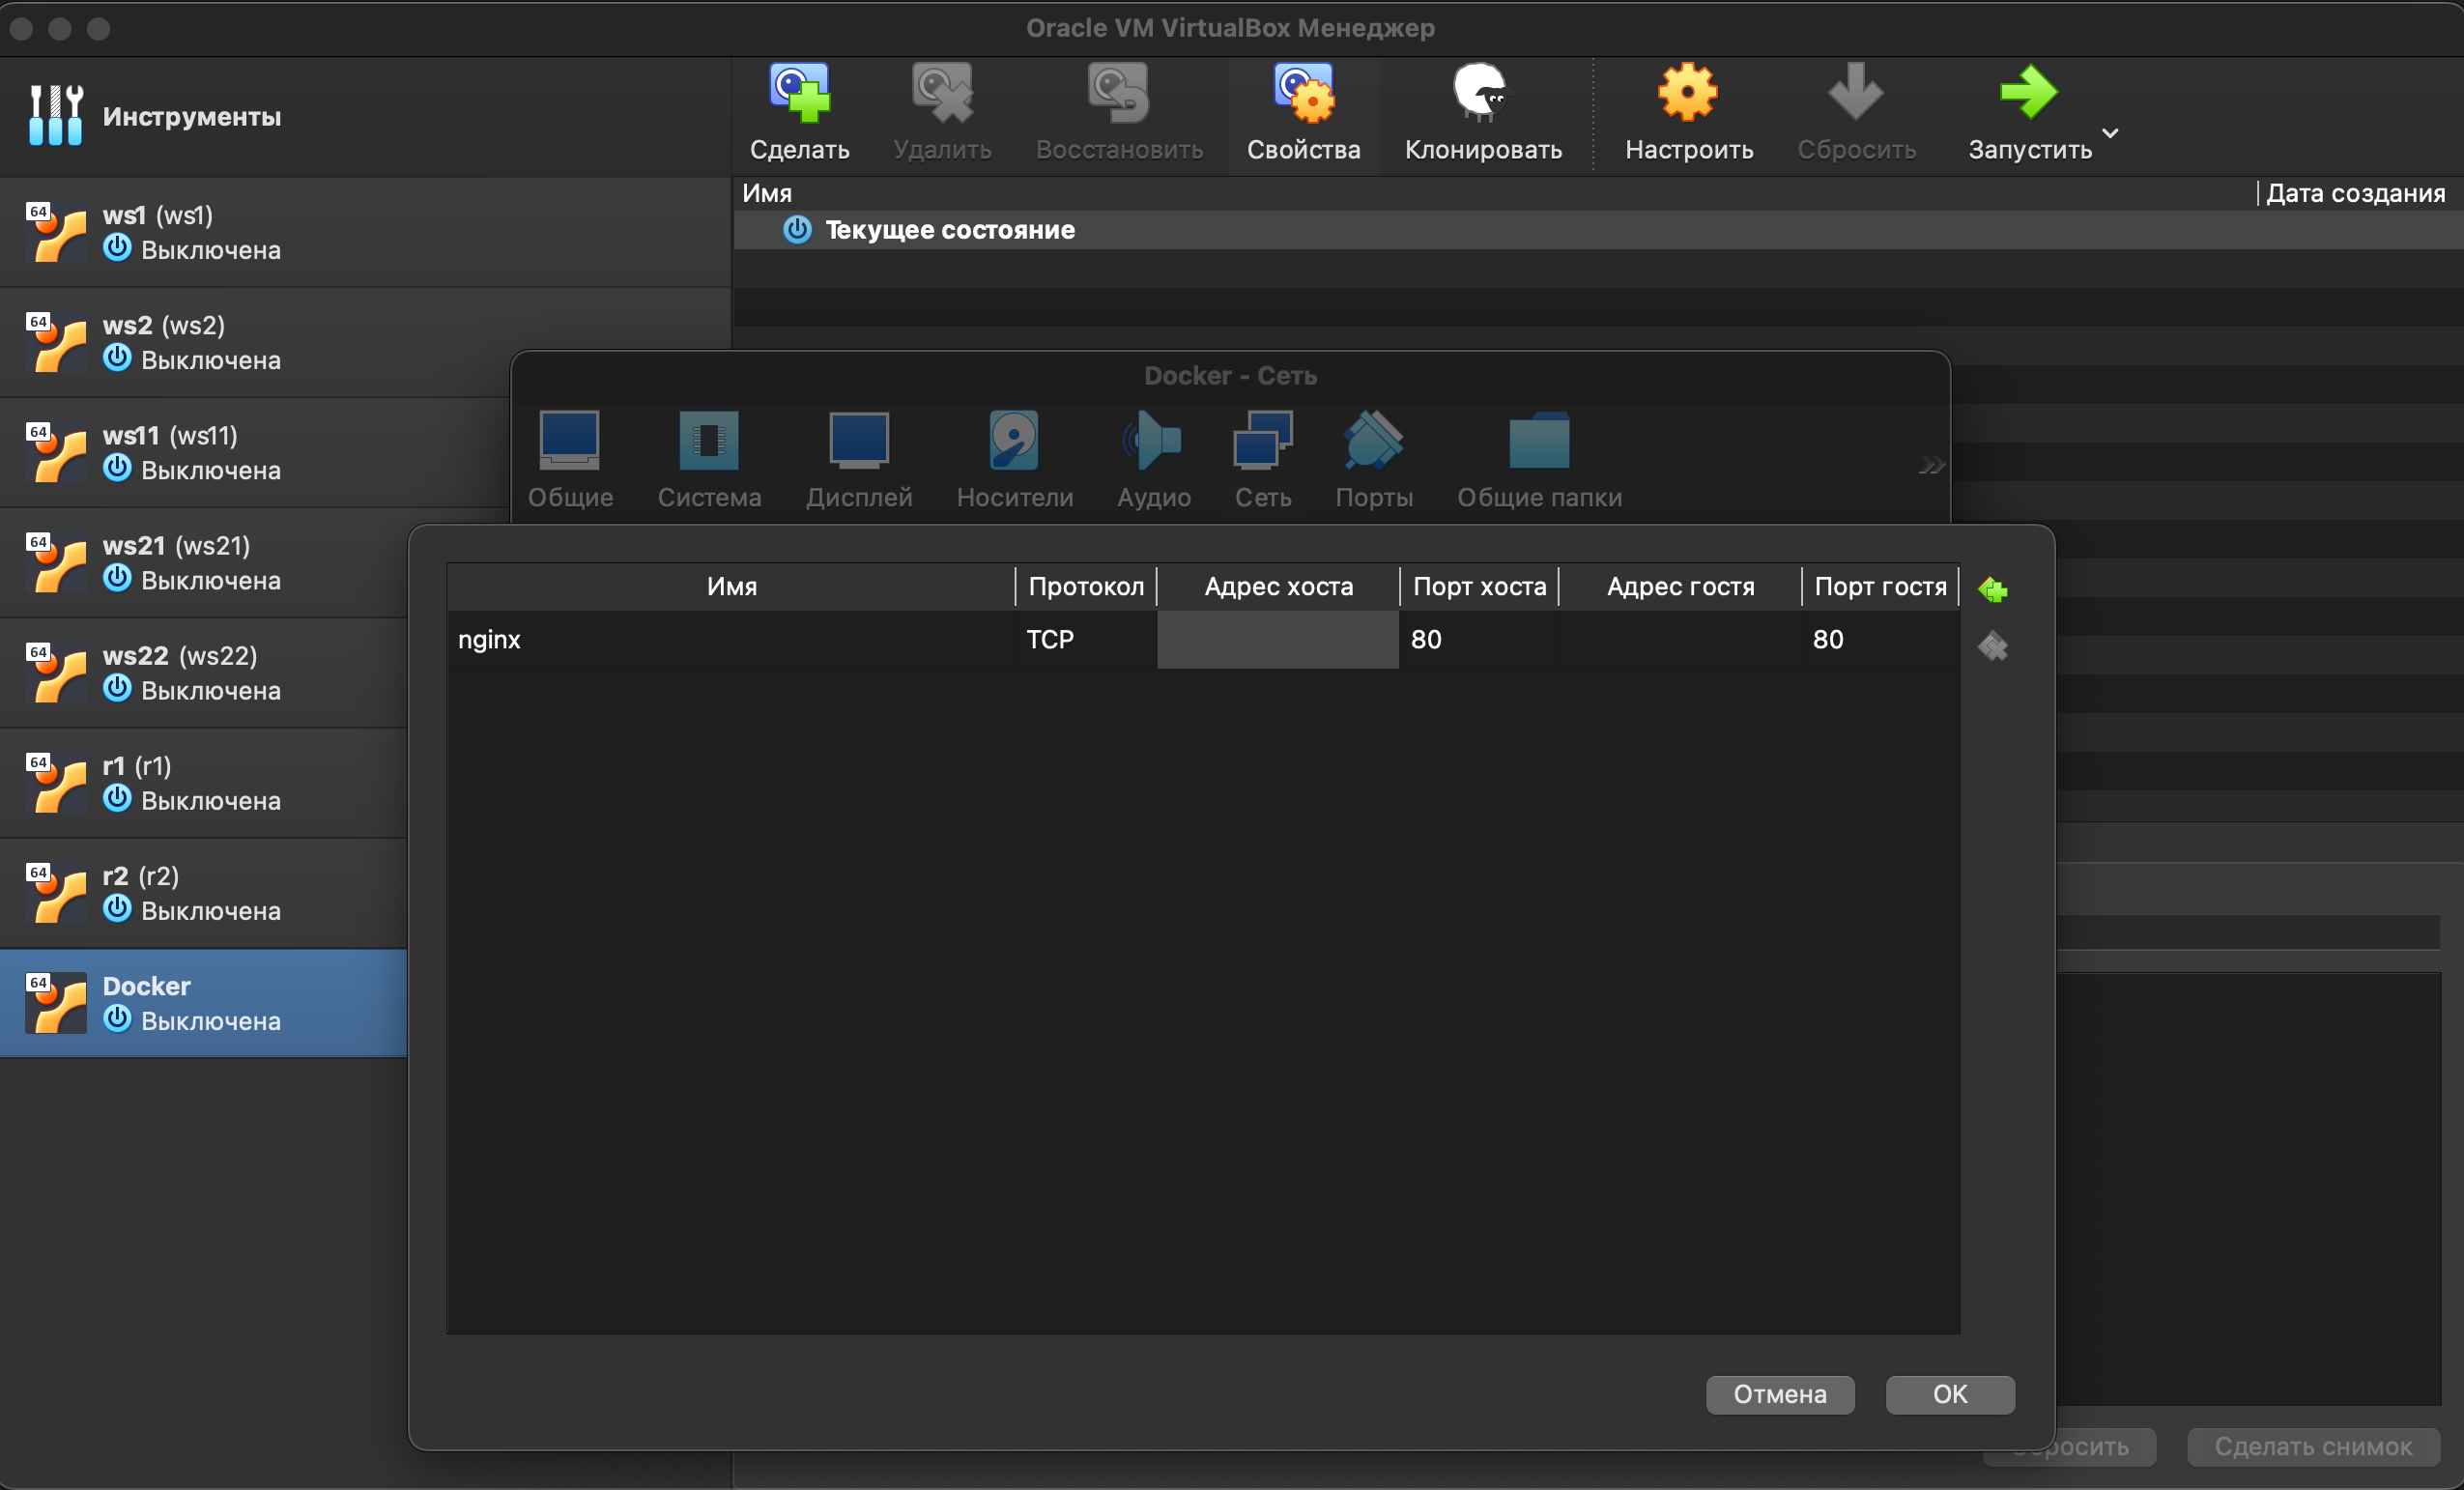 Oracle VM VirtualBox Менеджер
Инструменты
Сделать
Удалить
Восстановить
Свойства
Клонировать
Настроить
Сбросить
Запустить
Имя
Дата создания
Текущее состояние
64
ws1 (ws1)
Выключена
64
ws2 (ws2)
Выключена
64
ws11 (ws11)
Выключена
64
ws21 (ws21)
Выключена
64
ws22 (ws22)
Выключена
64
r1 (r1)
Выключена
64
r2 (r2)
Выключена
64
Docker
Выключена
Docker - Сеть
Общие
Система
Дисплей
Носители
Аудио
Сеть
Порты
Общие папки
Имя Протокол Адрес хоста Порт хоста Адрес гостя Порт гостя
nginx TCP 80 80
Отмена
OK
Сбросить
Сделать снимок